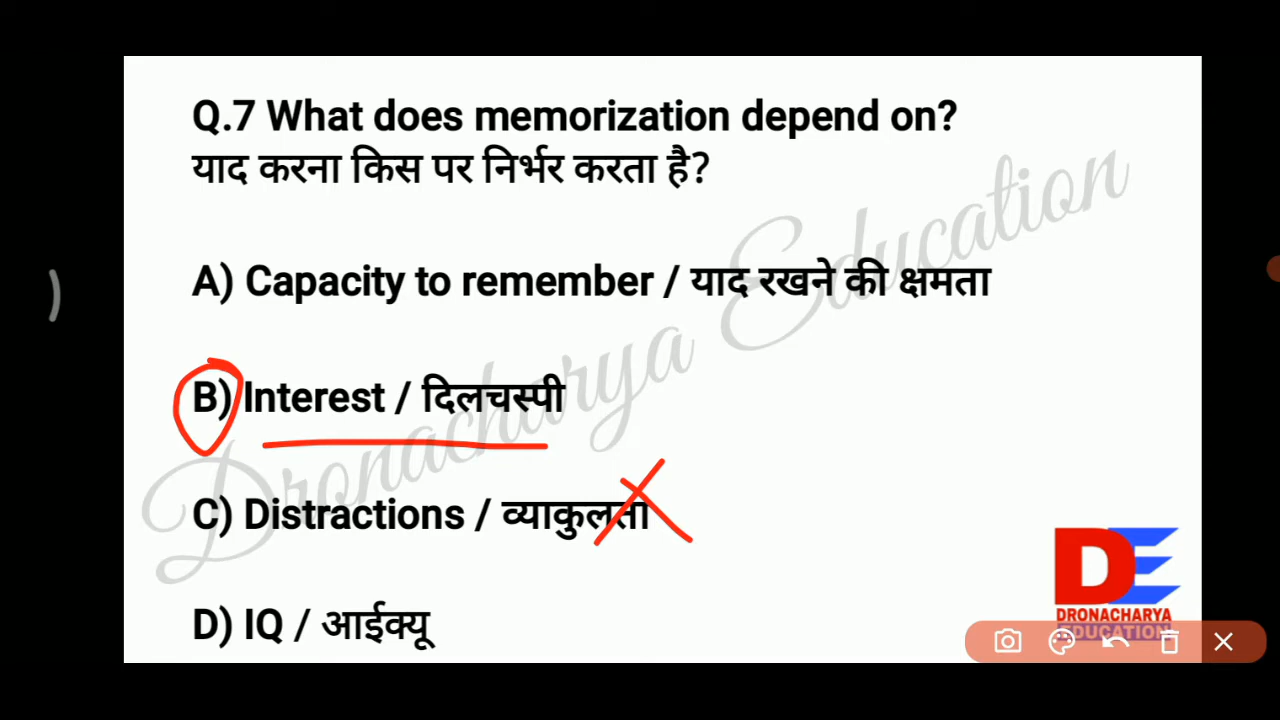 Q.7 What does memorization depend on?
याद करना किस पर निर्भर करता है?
A) Capacity to remember / याद रखने की क्षमता
B) Interest / दिलचस्पी
C) Distractions / व्याकुलता
D) IQ / आईक्यू
Dronacharya Education
DE
DRONACHARYA
EDUCATION